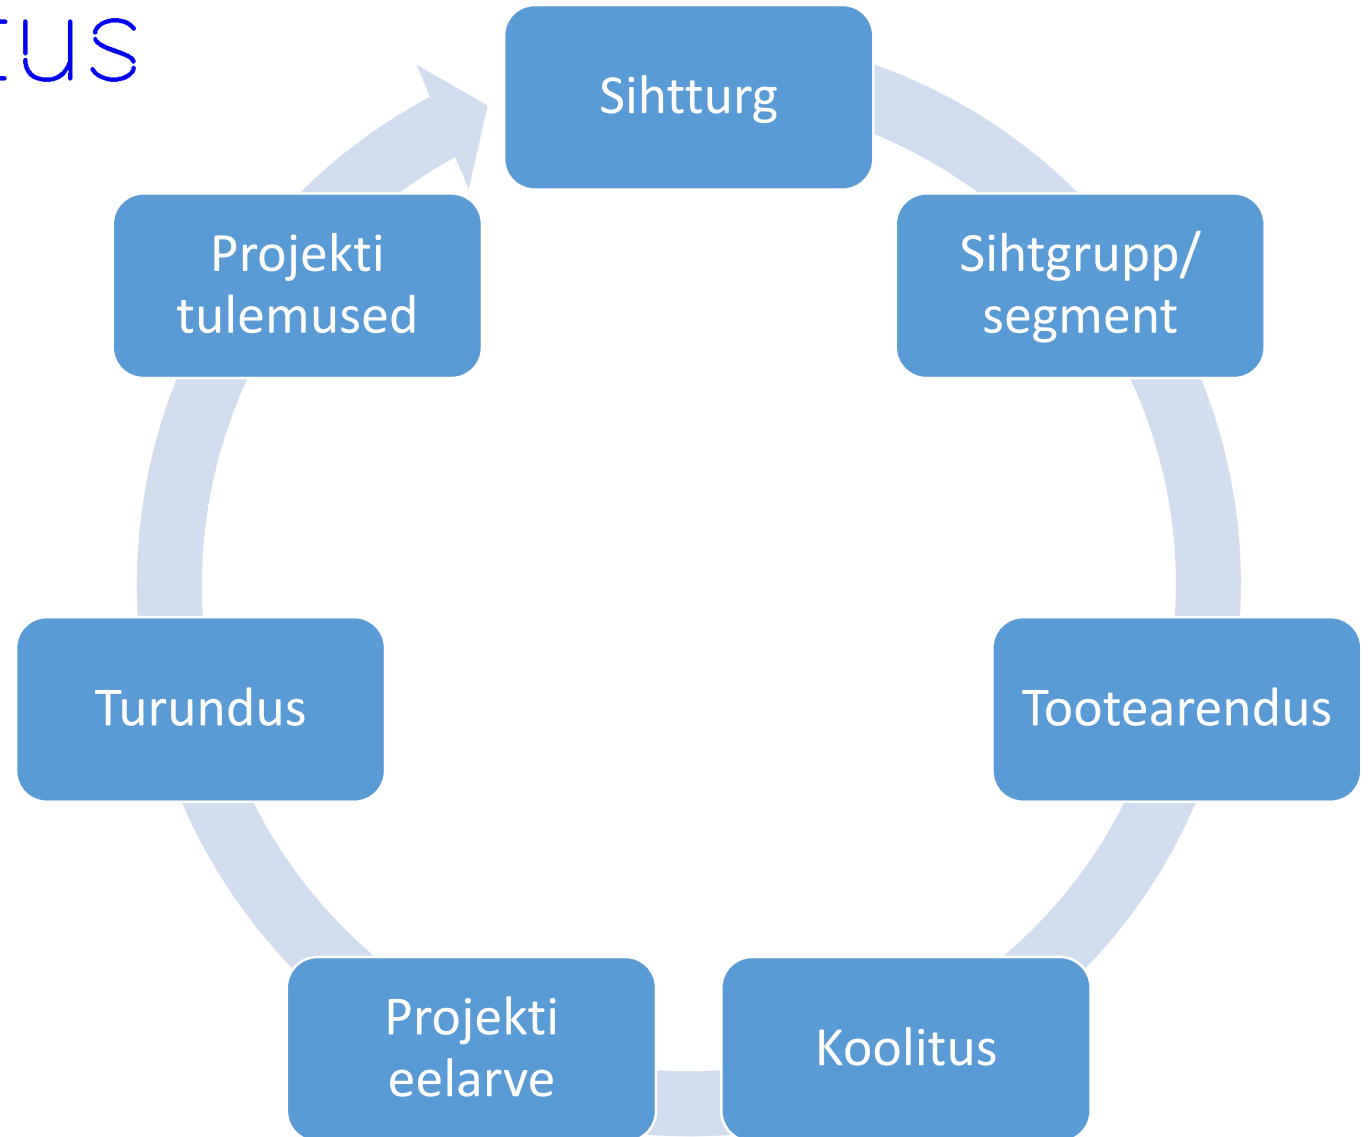 Sihtturg
Sihtgrupp/
segment
Tootearendus
Koolitus
Projekti
eelarve
Turundus
Projekti
tulemused